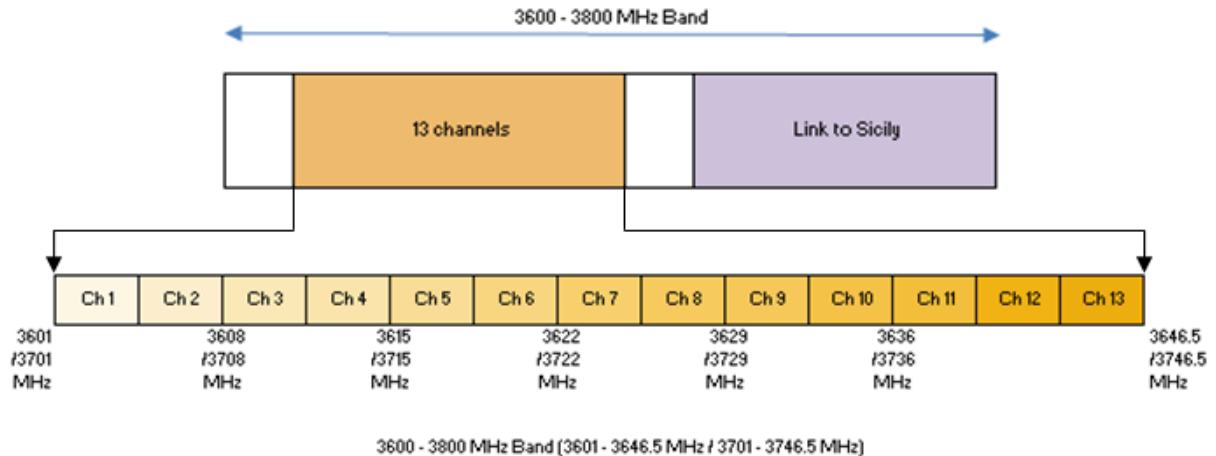 3600 - 3800 MHz Band
13 channels
Link to Sicily
Ch 1
Ch 2
Ch 3
Ch 4
Ch 5
Ch 6
Ch 7
Ch 8
Ch 9
Ch 10
Ch 11
Ch 12
Ch 13
3601
/3701
MHz
3608
/3708
MHz
3615
/3715
MHz
3622
/3722
MHz
3629
/3729
MHz
3636
/3736
MHz
3646.5
/3746.5
MHz
3600 - 3800 MHz Band (3601 - 3646.5 MHz / 3701 - 3746.5 MHz)